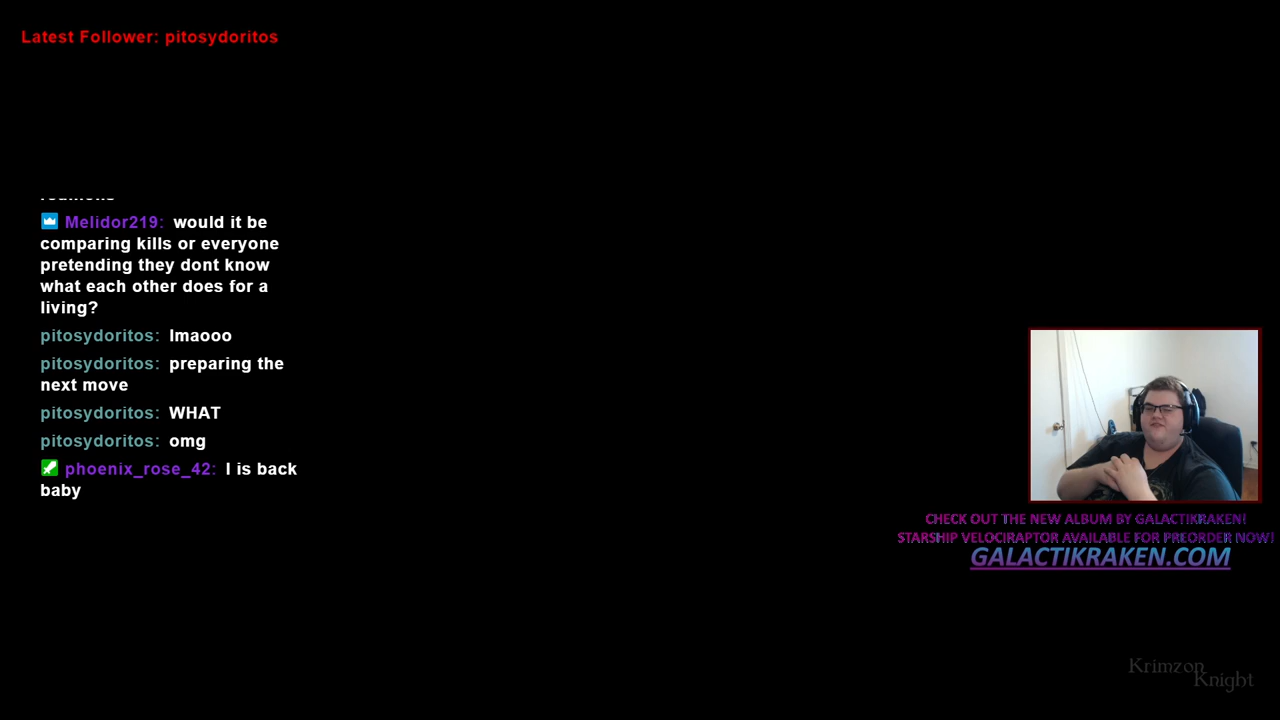 Latest Follower: pitosydoritos
Melidor219: would it be
comparing kills or everyone
pretending they dont know
what each other does for a
living?
pitosydoritos: lmaooo
pitosydoritos: preparing the
next move
pitosydoritos: WHAT
pitosydoritos: omg
phoenix_rose_42: I is back
baby
CHECK OUT THE NEW ALBUM BY GALACTIKRAKEN!
STARSHIP VELOCIRAPTOR AVAILABLE FOR PREORDER NOW!
GALACTIKRAKEN.COM
Krimzon
Knight